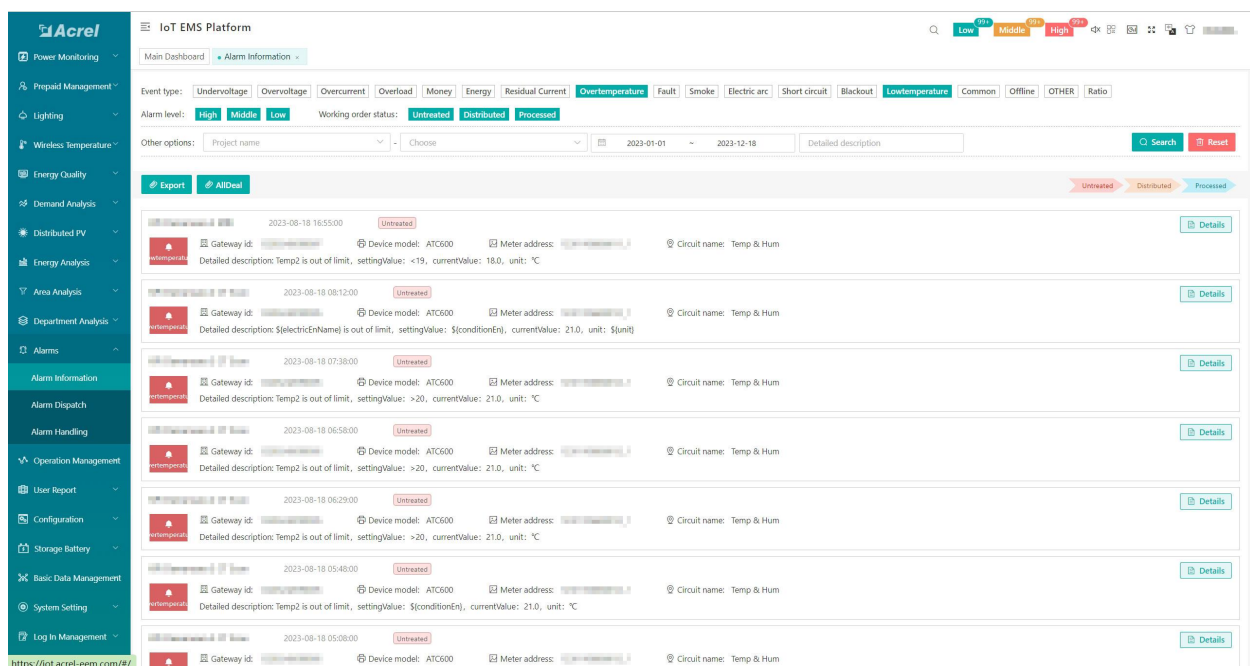 Acrel
IoT EMS Platform
Low 99+ Middle 99+ High 99+
Main Dashboard Alarm Information
Power Monitoring
Prepaid Management
Lighting
Wireless Temperature
Energy Quality
Demand Analysis
Distributed PV
Energy Analysis
Area Analysis
Department Analysis
Alarms
Alarm Information
Alarm Dispatch
Alarm Handling
Operation Management
User Report
Configuration
Storage Battery
Basic Data Management
System Setting
Log In Management
https://iot.acrel-eem.com/#/
Event type: Undervoltage Overvoltage Overcurrent Overload Money Energy Residual Current Overtemperature Fault Smoke Electric arc Short circuit Blackout Lowtemperature Common Offline OTHER Ratio
Alarm level: High Middle Low Working order status: Untreated Distributed Processed
Other options: Project name - Choose 2023-01-01 ~ 2023-12-18 Detailed description Search Reset
Export AllDeal Untreated Distributed Processed
2023-08-18 16:55:00 Untreated Details
Gateway id: Device model: ATC600 Meter address: Circuit name: Temp & Hum
owtemperatu
Detailed description: Temp2 is out of limit, settingValue: <19, currentValue: 18.0, unit: ℃
2023-08-18 08:12:00 Untreated Details
Gateway id: Device model: ATC600 Meter address: Circuit name: Temp & Hum
vertemperatu
Detailed description: ${electricEnName} is out of limit, settingValue: ${conditionEn}, currentValue: 21.0, unit: ${unit}
2023-08-18 07:38:00 Untreated Details
Gateway id: Device model: ATC600 Meter address: Circuit name: Temp & Hum
vertemperatu
Detailed description: Temp2 is out of limit, settingValue: >20, currentValue: 21.0, unit: ℃
2023-08-18 06:58:00 Untreated Details
Gateway id: Device model: ATC600 Meter address: Circuit name: Temp & Hum
vertemperatu
Detailed description: Temp2 is out of limit, settingValue: >20, currentValue: 21.0, unit: ℃
2023-08-18 06:29:00 Untreated Details
Gateway id: Device model: ATC600 Meter address: Circuit name: Temp & Hum
vertemperatu
Detailed description: Temp2 is out of limit, settingValue: >20, currentValue: 21.0, unit: ℃
2023-08-18 05:48:00 Untreated Details
Gateway id: Device model: ATC600 Meter address: Circuit name: Temp & Hum
vertemperatu
Detailed description: Temp2 is out of limit, settingValue: ${conditionEn}, currentValue: 21.0, unit: ℃
2023-08-18 05:08:00 Untreated Details
Gateway id: Device model: ATC600 Meter address: Circuit name: Temp & Hum